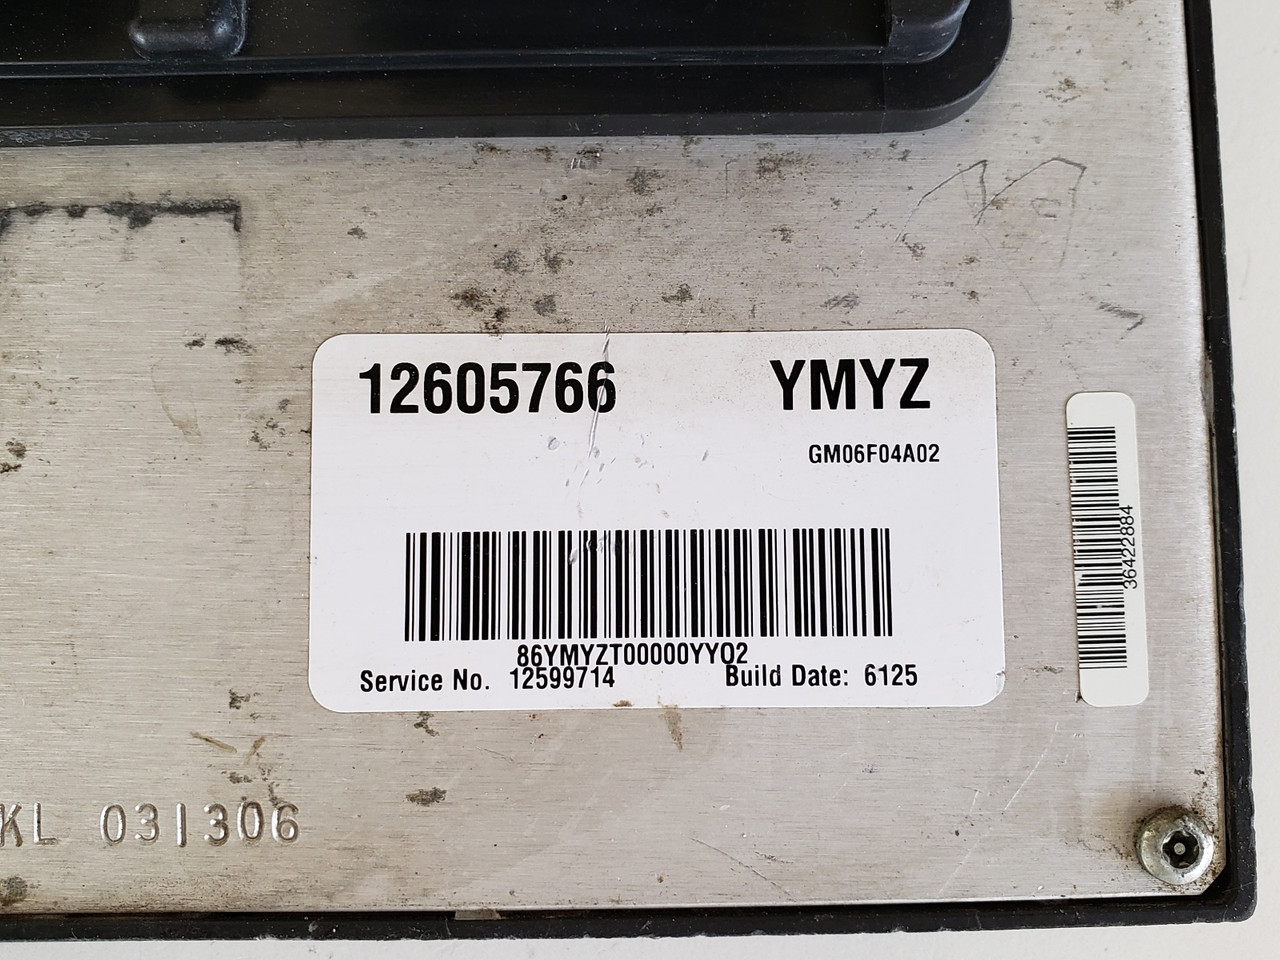 12605766 YMYZ
GM06F04A02
86YMYZT00000YY02
Service No. 12599714 Build Date: 6125
36422884
KL 031306